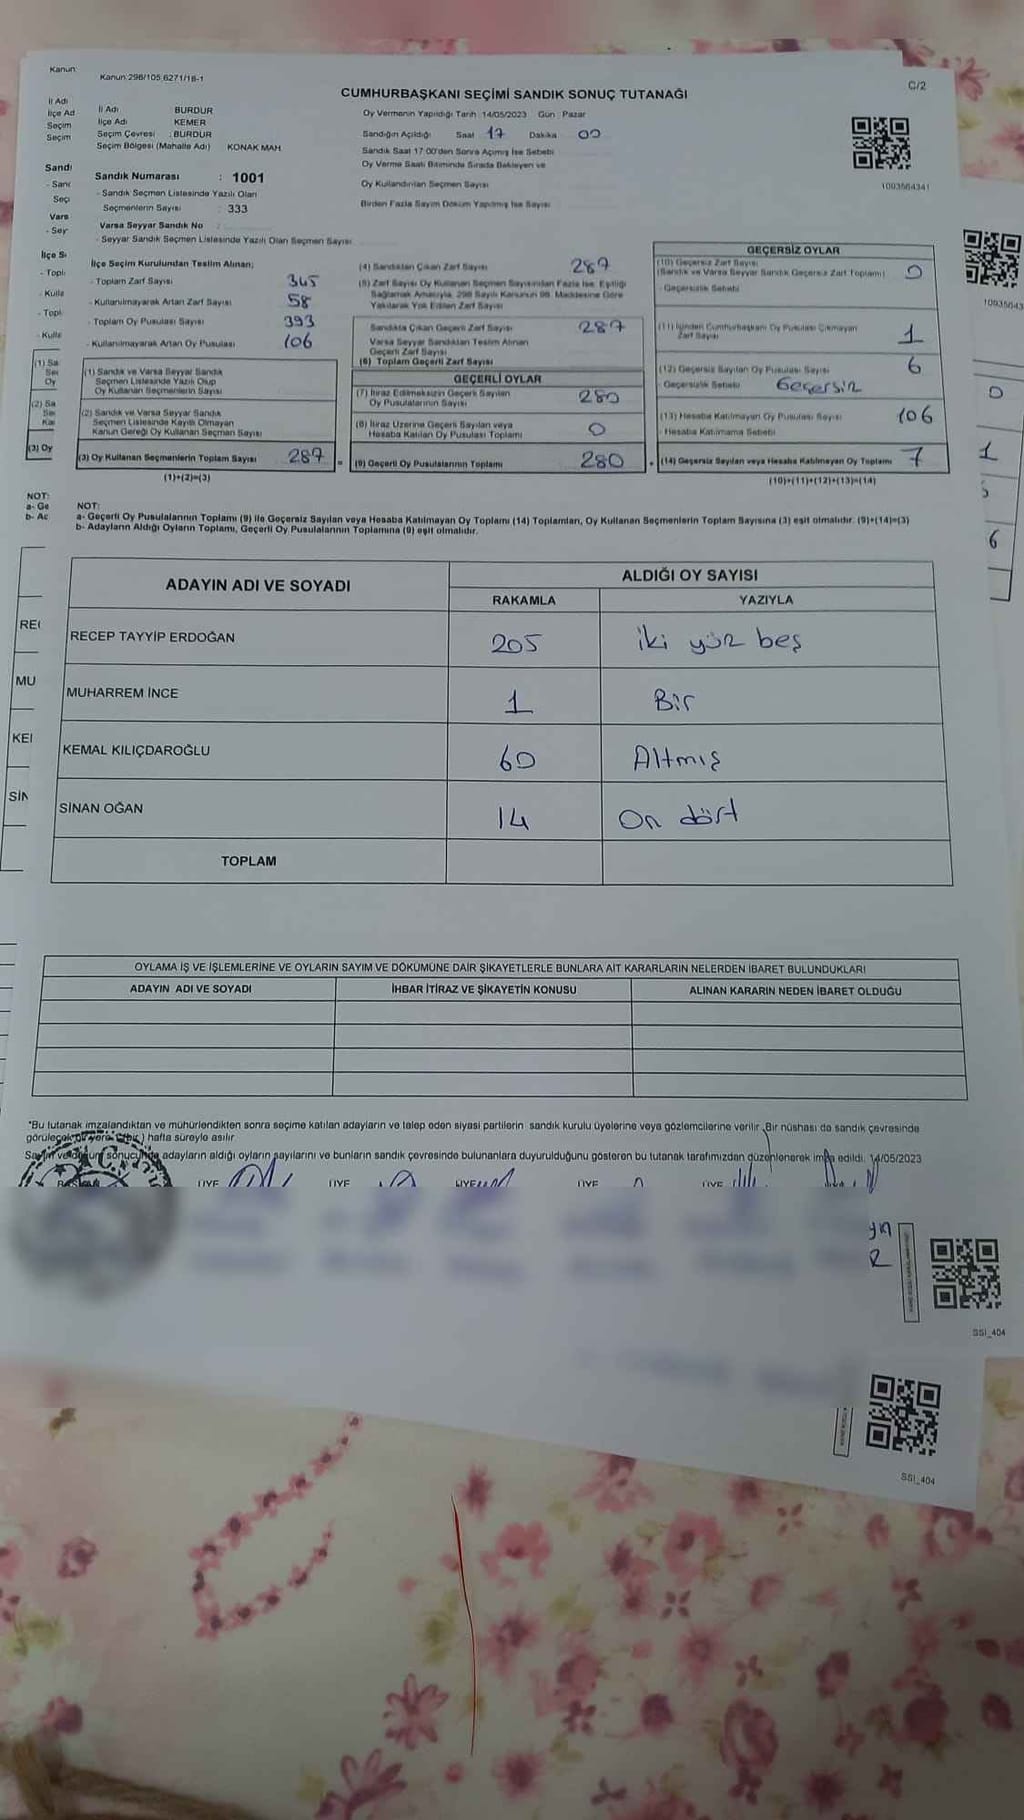 Kanun:
Kanun:298/105,6271/18-1
C/2
CUMHURBAŞKANI SEÇİMİ SANDIK SONUÇ TUTANAĞI
İl Adı
İlçe Ad
Seçim
Seçim
İl Adı : BURDUR
İlçe Adı : KEMER
Seçim Çevresi : BURDUR
Seçim Bölgesi (Mahalle Adı) KONAK MAH.
Sandık Numarası : 1001
- Sandık Seçmen Listesinde Yazılı Olan
Seçmenlerin Sayısı : 333
Varsa Seyyar Sandık No :
- Seyyar Sandık Seçmen Listesinde Yazılı Olan Seçmen Sayısı
Oy Vermenin Yapıldığı Tarih : 14/05/2023 Gün : Pazar
Sandığın Açıldığı Saat 17 Dakika 00
Sandık Saat 17:00'den Sonra Açımış İse Sebebi
Oy Verme Saati Bitiminde Sırada Bekleyen ve
Oy Kullandırılan Seçmen Sayısı
Birden Fazla Sayım Döküm Yapılmış İse Sayısı
1003564341
İlçe Seçim Kurulundan Teslim Alınan;
- Toplam Zarf Sayısı 345
- Kullanılmayarak Artan Zarf Sayısı 58
- Toplam Oy Pusulası Sayısı 393
- Kullanılmayarak Artan Oy Pusulası 106
(1) Sandık ve Varsa Seyyar Sandık
Seçmen Listesinde Yazılı Olup
Oy Kullanan Seçmenlerin Sayısı
(2) Sandık ve Varsa Seyyar Sandık
Seçmen Listesinde Kayıtlı Olmayan
Kanun Gereği Oy Kullanan Seçmen Sayısı
(3) Oy Kullanan Seçmenlerin Toplam Sayısı 287
(1)+(2)=(3)
(4) Sandıktan Çıkan Zarf Sayısı 287
(5) Zarf Sayısı Oy Kullanan Seçmen Sayısından Fazla İse, Eşitliği
Sağlamak Amacıyla, 298 Sayılı Kanunun 98. Maddesine Göre
Yakılarak Yok Edilen Zarf Sayısı
Sandıkta Çıkan Geçerli Zarf Sayısı 287
Varsa Seyyar Sandıktan Teslim Alınan
Geçerli Zarf Sayısı
(6) Toplam Geçerli Zarf Sayısı
GEÇERLİ OYLAR
(7) İtiraz Edilmeksizin Geçerli Sayılan
Oy Pusulalarının Sayısı 280
(8) İtiraz Üzerine Geçerli Sayılan veya
Hesaba Katılan Oy Pusulası Toplamı 0
= (9) Geçerli Oy Pusulalarının Toplamı 280
GEÇERSİZ OYLAR
(10) Geçersiz Zarf Sayısı
(Sandık ve Varsa Seyyar Sandık Geçersiz Zarf Toplamı) 0
- Geçersizlik Sebebi
(11) İçinden Cumhurbaşkanı Oy Pusulası Çıkmayan
Zarf Sayısı 1
(12) Geçersiz Sayılan Oy Pusulası Sayısı 6
- Geçersizlik Sebebi Geçersiz
(13) Hesaba Katılmayan Oy Pusulası Sayısı 106
- Hesaba Katılmama Sebebi
+ (14) Geçersiz Sayılan veya Hesaba Katılmayan Oy Toplamı 7
(10)+(11)+(12)+(13)=(14)
NOT:
a- Geçerli Oy Pusulalarının Toplamı (9) ile Geçersiz Sayılan veya Hesaba Katılmayan Oy Toplamı (14) Toplamları, Oy Kullanan Seçmenlerin Toplam Sayısına (3) eşit olmalıdır. (9)+(14)=(3)
b- Adayların Aldığı Oyların Toplamı, Geçerli Oy Pusulalarının Toplamına (9) eşit olmalıdır.
ADAYIN ADI VE SOYADI
ALDIĞI OY SAYISI
RAKAMLA YAZIYLA
RECEP TAYYİP ERDOĞAN 205 iki yüz beş
MUHARREM İNCE 1 Bir
KEMAL KILIÇDAROĞLU 60 Altmış
SİNAN OĞAN 14 On dört
TOPLAM
OYLAMA İŞ VE İŞLEMLERİNE VE OYLARIN SAYIM VE DÖKÜMÜNE DAİR ŞİKAYETLERLE BUNLARA AİT KARARLARIN NELERDEN İBARET BULUNDUKLARI
ADAYIN ADI VE SOYADI İHBAR İTİRAZ VE ŞİKAYETİN KONUSU ALINAN KARARIN NEDEN İBARET OLDUĞU
*Bu tutanak imzalandıktan ve mühürlendikten sonra seçime katılan adayların ve talep eden siyasi partilerin sandık kurulu üyelerine veya gözlemcilerine verilir. Bir nüshası da sandık çevresinde
görülecek bir yere (bir) hafta süreyle asılır.
Sayım ve döküm sonucunda adayların aldığı oyların sayılarını ve bunların sandık çevresinde bulunanlara duyurulduğunu gösteren bu tutanak tarafımızdan düzenlenerek imza edildi. 14/05/2023
ÜYE ÜYE ÜYE ÜYE ÜYE
SSI_404
SSI_404